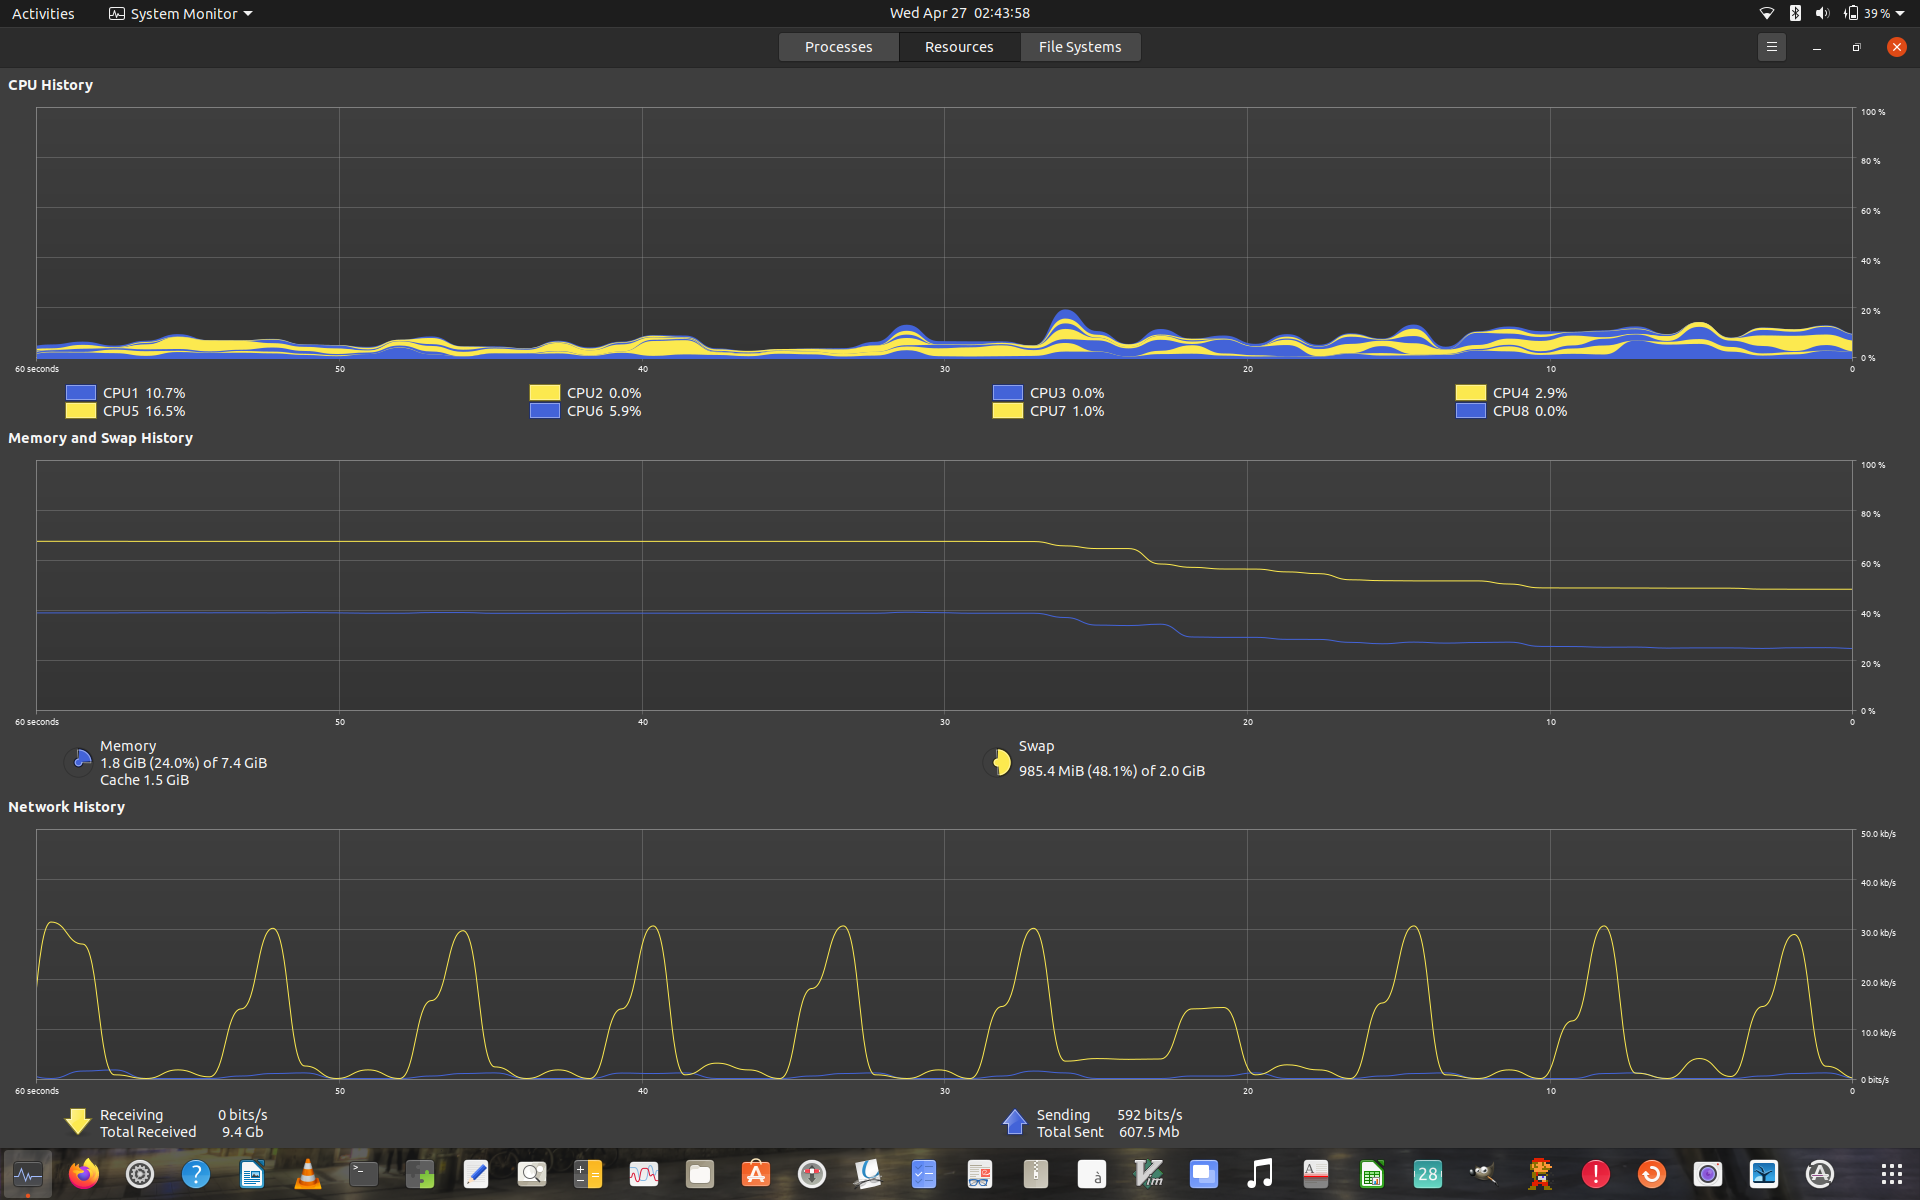 Activities System Monitor Wed Apr 27 02:43:58 39 %
Processes Resources File Systems
CPU History
100 %
80 %
60 %
40 %
20 %
0 %
60 seconds 50 40 30 20 10 0
CPU1 10.7% CPU2 0.0% CPU3 0.0% CPU4 2.9%
CPU5 16.5% CPU6 5.9% CPU7 1.0% CPU8 0.0%
Memory and Swap History
100 %
80 %
60 %
40 %
20 %
0 %
60 seconds 50 40 30 20 10 0
Memory
1.8 GiB (24.0%) of 7.4 GiB
Cache 1.5 GiB
Swap
985.4 MiB (48.1%) of 2.0 GiB
Network History
50.0 kb/s
40.0 kb/s
30.0 kb/s
20.0 kb/s
10.0 kb/s
0 bits/s
60 seconds 50 40 30 20 10 0
Receiving 0 bits/s Sending 592 bits/s
Total Received 9.4 Gb Total Sent 607.5 Mb
? >_ A à Vim A 28 !